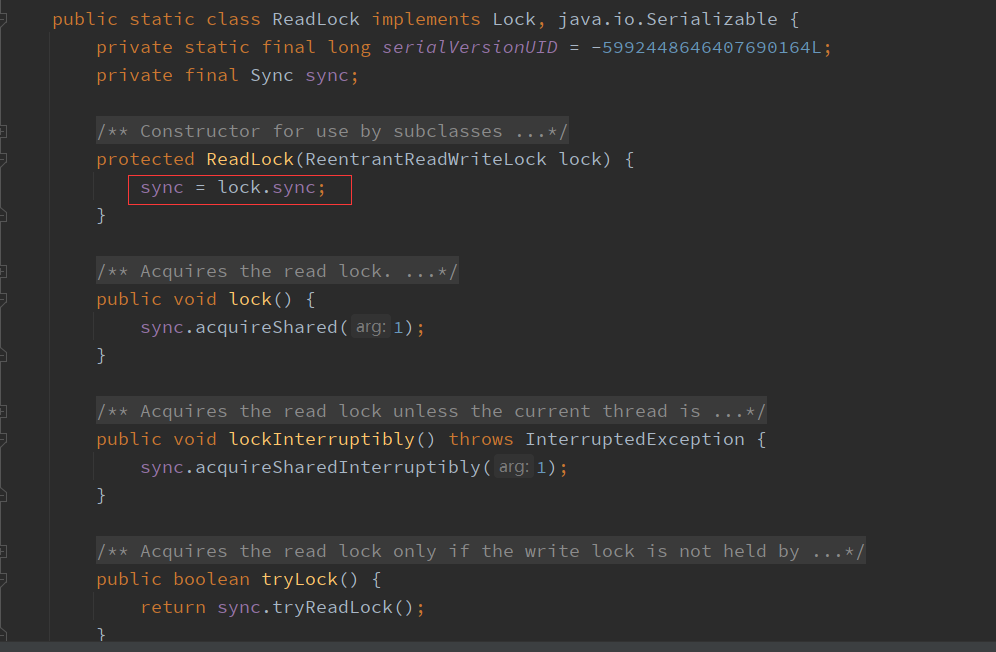 public static class ReadLock implements Lock, java.io.Serializable {
private static final long serialVersionUID = -5992448646407690164L;
private final Sync sync;
/** Constructor for use by subclasses ...*/
protected ReadLock(ReentrantReadWriteLock lock) {
sync = lock.sync;
}
/** Acquires the read lock. ...*/
public void lock() {
sync.acquireShared( arg: 1);
}
/** Acquires the read lock unless the current thread is ...*/
public void lockInterruptibly() throws InterruptedException {
sync.acquireSharedInterruptibly( arg: 1);
}
/** Acquires the read lock only if the write lock is not held by ...*/
public boolean tryLock() {
return sync.tryReadLock();
}